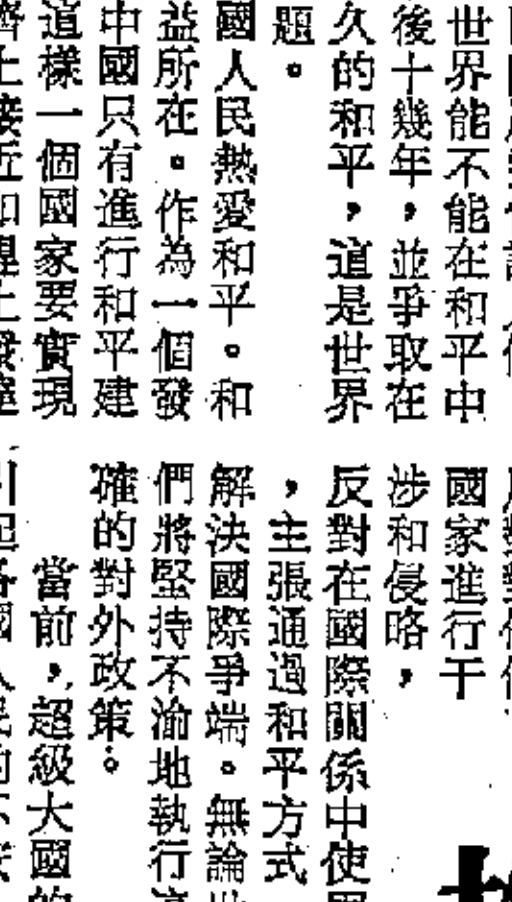 世界能不能在和平中
後十幾年，並爭取在
久的和平，這是世界
題。
國人民熱愛和平。和
益所在。作為一個發
中國只有進行和平建
這樣一個國家要實現
國家進行干
涉和侵略，
反對在國際關係中使
，主張通過和平方式
解決國際爭端。無論
們將堅持不渝地執行
確的對外政策。
當前，超級大國的